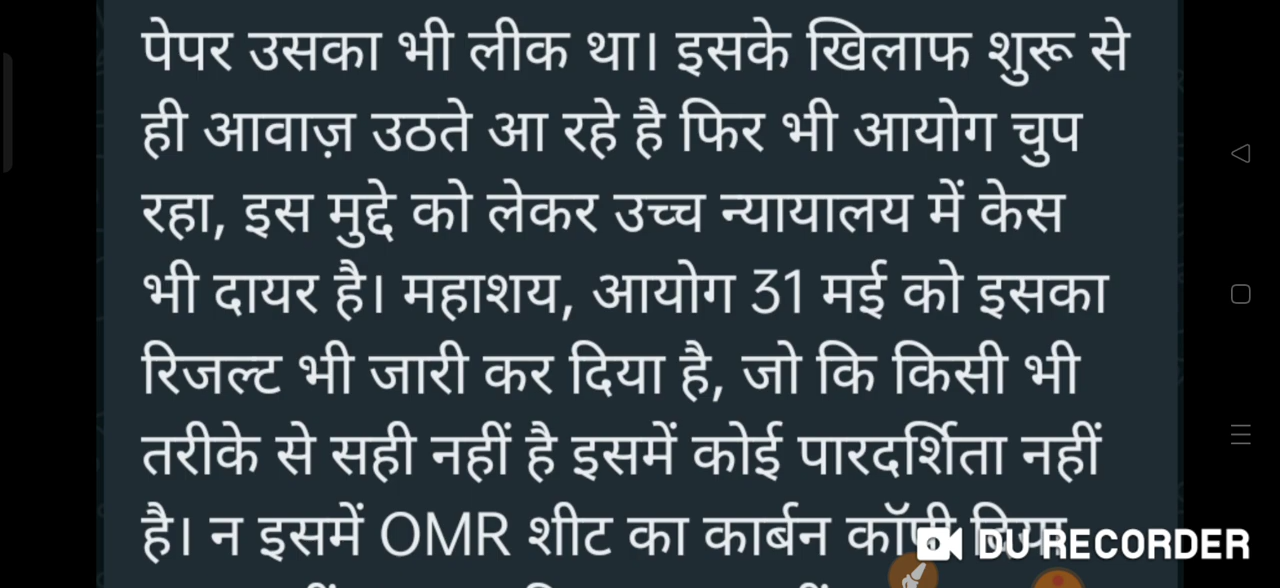 पेपर उसका भी लीक था। इसके खिलाफ शुरू से
ही आवाज़ उठते आ रहे है फिर भी आयोग चुप
रहा, इस मुद्दे को लेकर उच्च न्यायालय में केस
भी दायर है। महाशय, आयोग 31 मई को इसका
रिजल्ट भी जारी कर दिया है, जो कि किसी भी
तरीके से सही नहीं है इसमें कोई पारदर्शिता नहीं
है। न इसमें OMR शीट का कार्बन कॉपी दिया
DU RECORDER